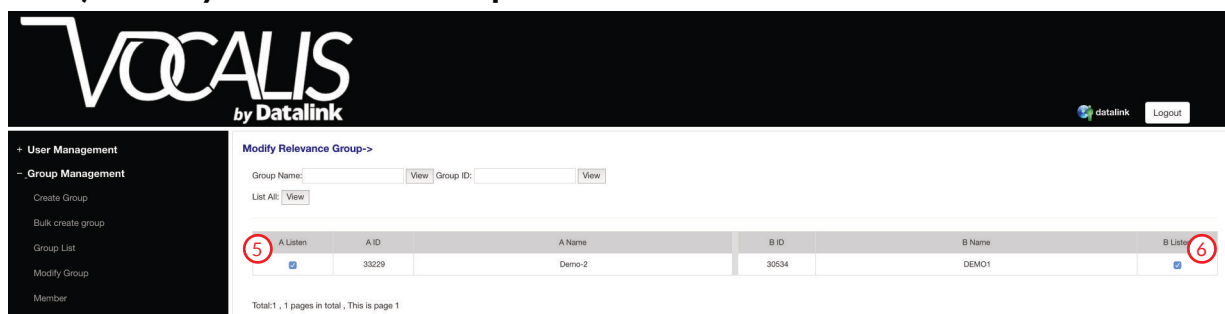 VOCALIS
by Datalink
datalink Logout
+ User Management
- Group Management
Create Group
Bulk create group
Group List
Modify Group
Member
Modify Relevance Group->
Group Name: View Group ID: View
List All: View
A Listen A ID A Name B ID B Name B Listen
5 6
33229 Demo-2 30534 DEMO1
Total:1 , 1 pages in total , This is page 1